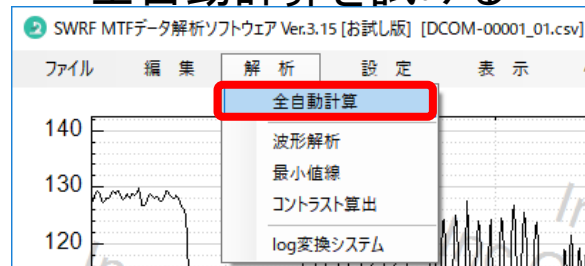 SWRF MTFデータ解析ソフトウェア Ver.3.15 [お試し版] [DCOM-00001_01.csv]
ファイル 編 集 解 析 設 定 表 示
全自動計算
140
波形解析
130
最小値線
コントラスト算出
120
log変換システム